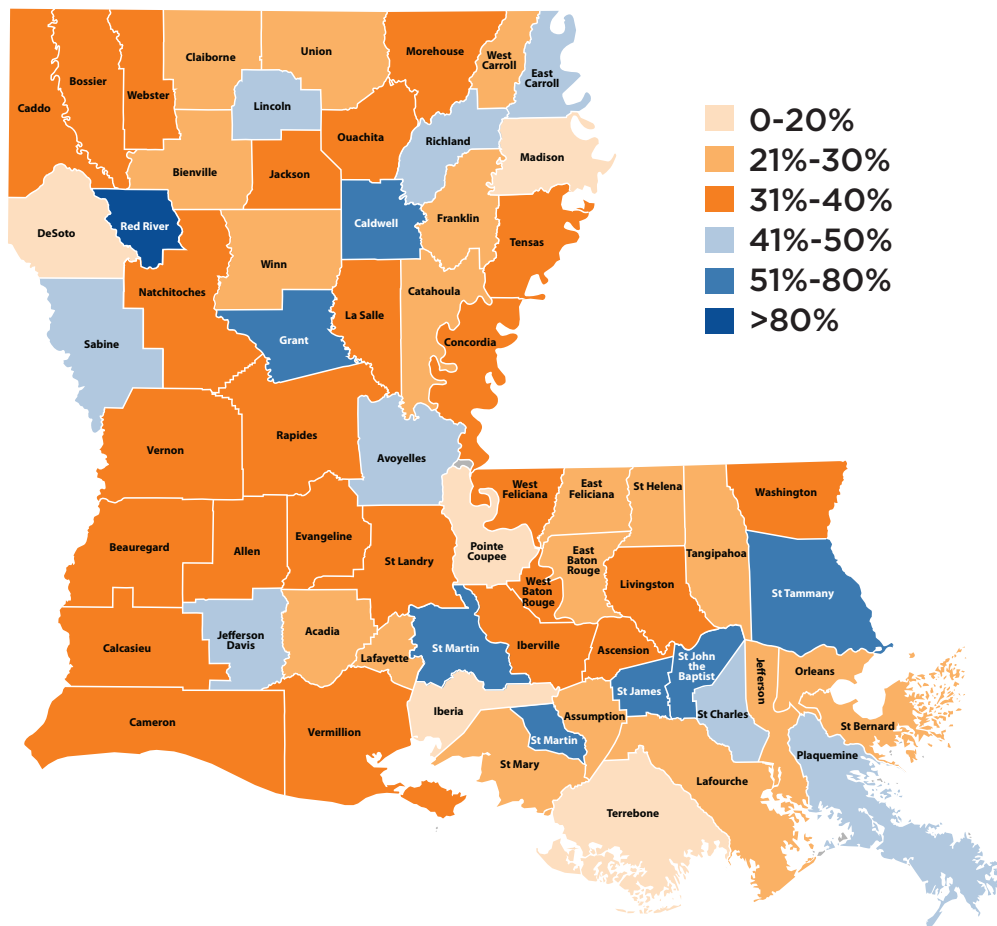 Claiborne
Union
Morehouse
West
Carroll
East
Carroll
Caddo
Bossier
Webster
Lincoln
Ouachita
Richland
Madison
Bienville
Jackson
DeSoto
Red River
Caldwell
Franklin
Tensas
Winn
Natchitoches
Catahoula
La Salle
Sabine
Grant
Concordia
Vernon
Rapides
Avoyelles
West
Feliciana
East
Feliciana
St Helena
Washington
Beauregard
Allen
Evangeline
St Landry
Pointe
Coupee
East
Baton
Rouge
Tangipahoa
West
Baton
Rouge
Livingston
St Tammany
Calcasieu
Jefferson
Davis
Acadia
Lafayette
St Martin
Iberville
Ascension
St John
the
Baptist
St James
Jefferson
Orleans
Cameron
Vermillion
Iberia
St Martin
Assumption
St Charles
St Bernard
Plaquemine
St Mary
Lafourche
Terrebone
0-20%
21%-30%
31%-40%
41%-50%
51%-80%
>80%